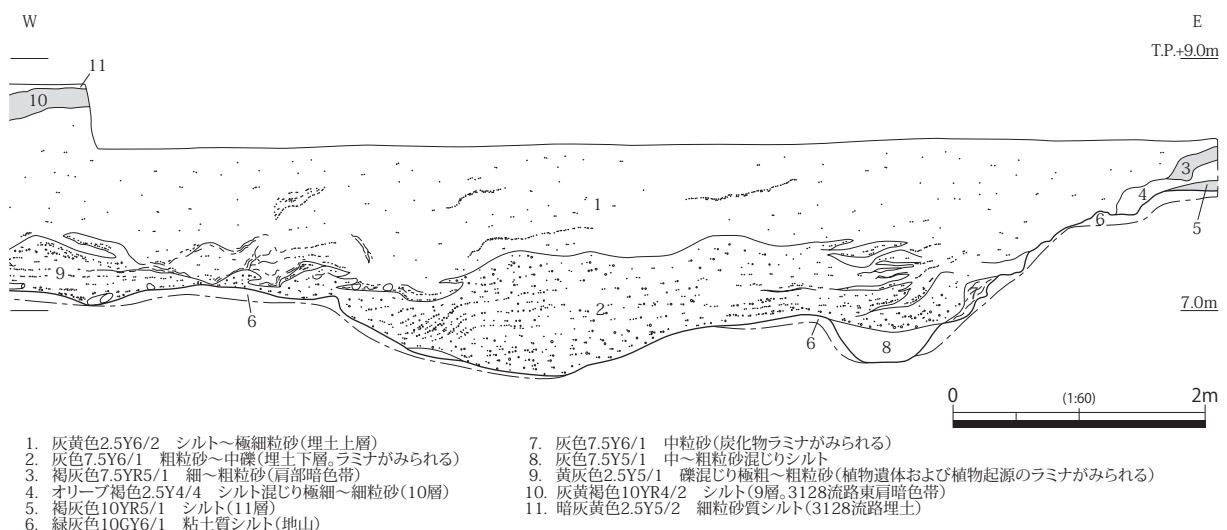 W
E
T.P.+9.0m
11
10
3
1
4
6
5
9
7
2
7.0m
6
6
8
0 (1:60) 2m
1. 灰黄色2.5Y6/2 シルト～極細粒砂(埋土上層)
2. 灰色7.5Y6/1 粗粒砂～中礫(埋土下層。ラミナがみられる)
3. 褐灰色7.5YR5/1 細～粗粒砂(肩部暗色帯)
4. オリーブ褐色2.5Y4/4 シルト混じり極細～細粒砂(10層)
5. 褐灰色10YR5/1 シルト(11層)
6. 緑灰色10GY6/1 粘土質シルト(地山)
7. 灰色7.5Y6/1 中粒砂(炭化物ラミナがみられる)
8. 灰色7.5Y5/1 中～粗粒砂混じりシルト
9. 黄灰色2.5Y5/1 礫混じり極粗～粗粒砂(植物遺体および植物起源のラミナがみられる)
10. 灰黄褐色10YR4/2 シルト(9層。3128流路東肩暗色帯)
11. 暗灰黄色2.5Y5/2 細粒砂質シルト(3128流路埋土)